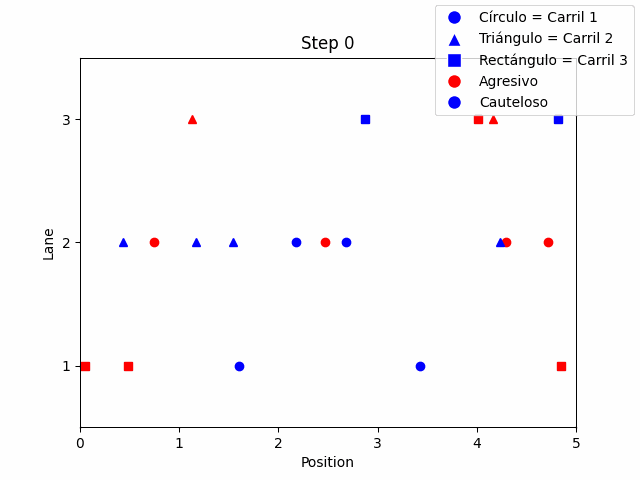 Step 0
Círculo = Carril 1
Triángulo = Carril 2
Rectángulo = Carril 3
Agresivo
Cauteloso
3
2
1
Lane
0 1 2 3 4 5
Position